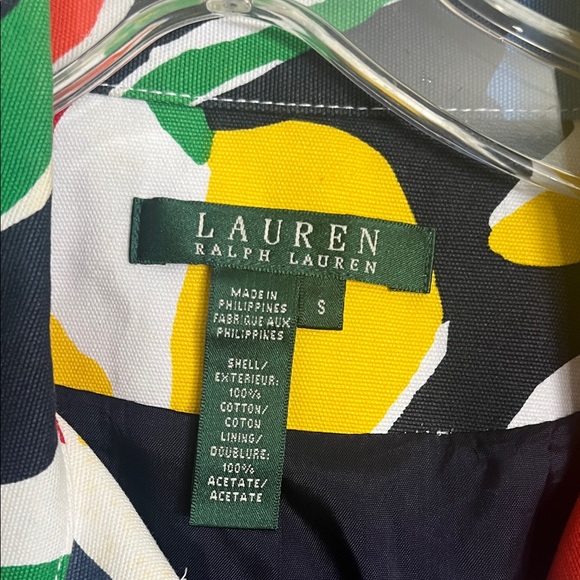 LAUREN
RALPH LAUREN
S
MADE IN
PHILIPPINES
FABRIQUE AUX
PHILIPPINES
SHELL/
EXTERIEUR:
100%
COTTON/
COTON
LINING/
DOUBLURE:
100%
ACETATE/
ACETATE